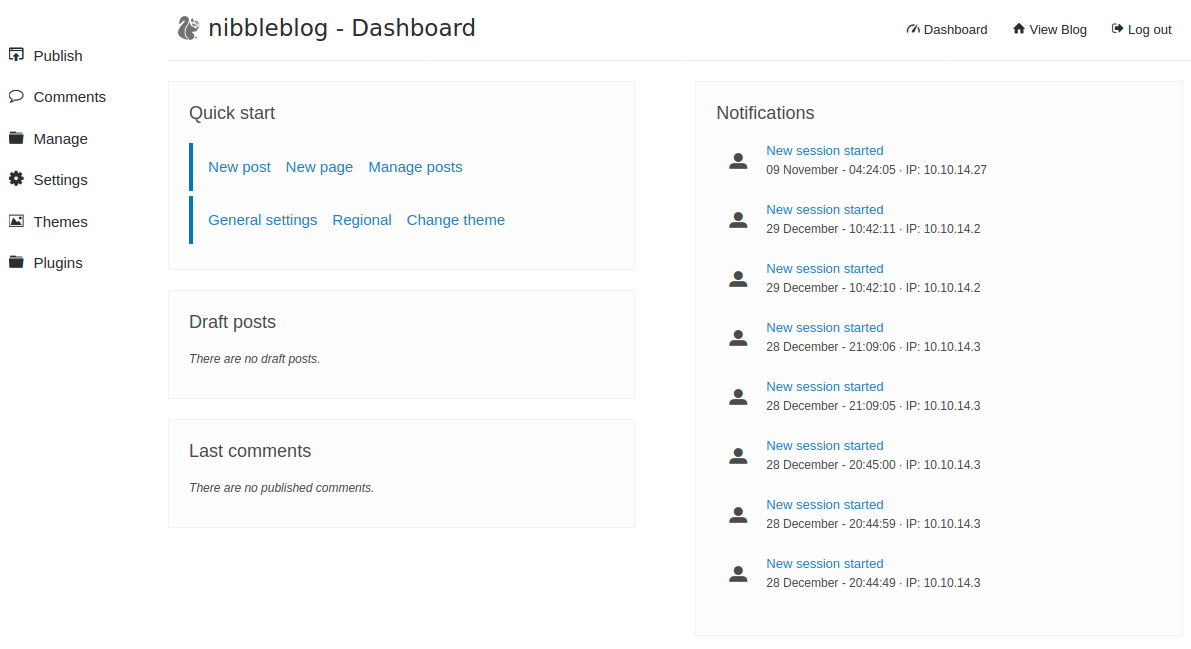 nibbleblog - Dashboard
Dashboard
View Blog
Log out
Publish
Comments
Manage
Settings
Themes
Plugins
Quick start
New post New page Manage posts
General settings Regional Change theme
Draft posts
There are no draft posts.
Last comments
There are no published comments.
Notifications
New session started
09 November - 04:24:05 · IP: 10.10.14.27
New session started
29 December - 10:42:11 · IP: 10.10.14.2
New session started
29 December - 10:42:10 · IP: 10.10.14.2
New session started
28 December - 21:09:06 · IP: 10.10.14.3
New session started
28 December - 21:09:05 · IP: 10.10.14.3
New session started
28 December - 20:45:00 · IP: 10.10.14.3
New session started
28 December - 20:44:59 · IP: 10.10.14.3
New session started
28 December - 20:44:49 · IP: 10.10.14.3